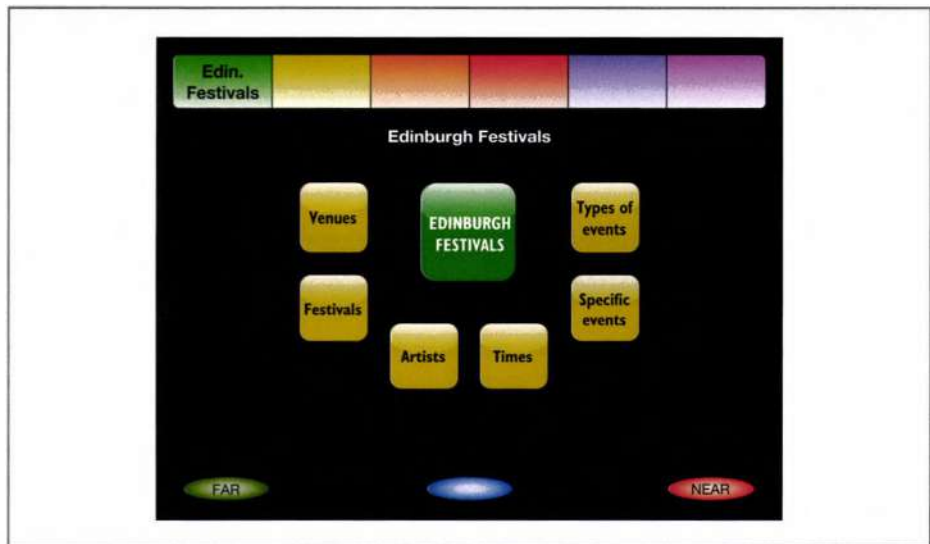 Edin.
Festivals
Edinburgh Festivals
Venues
EDINBURGH
FESTIVALS
Types of
events
Festivals
Specific
events
Artists
Times
FAR
NEAR